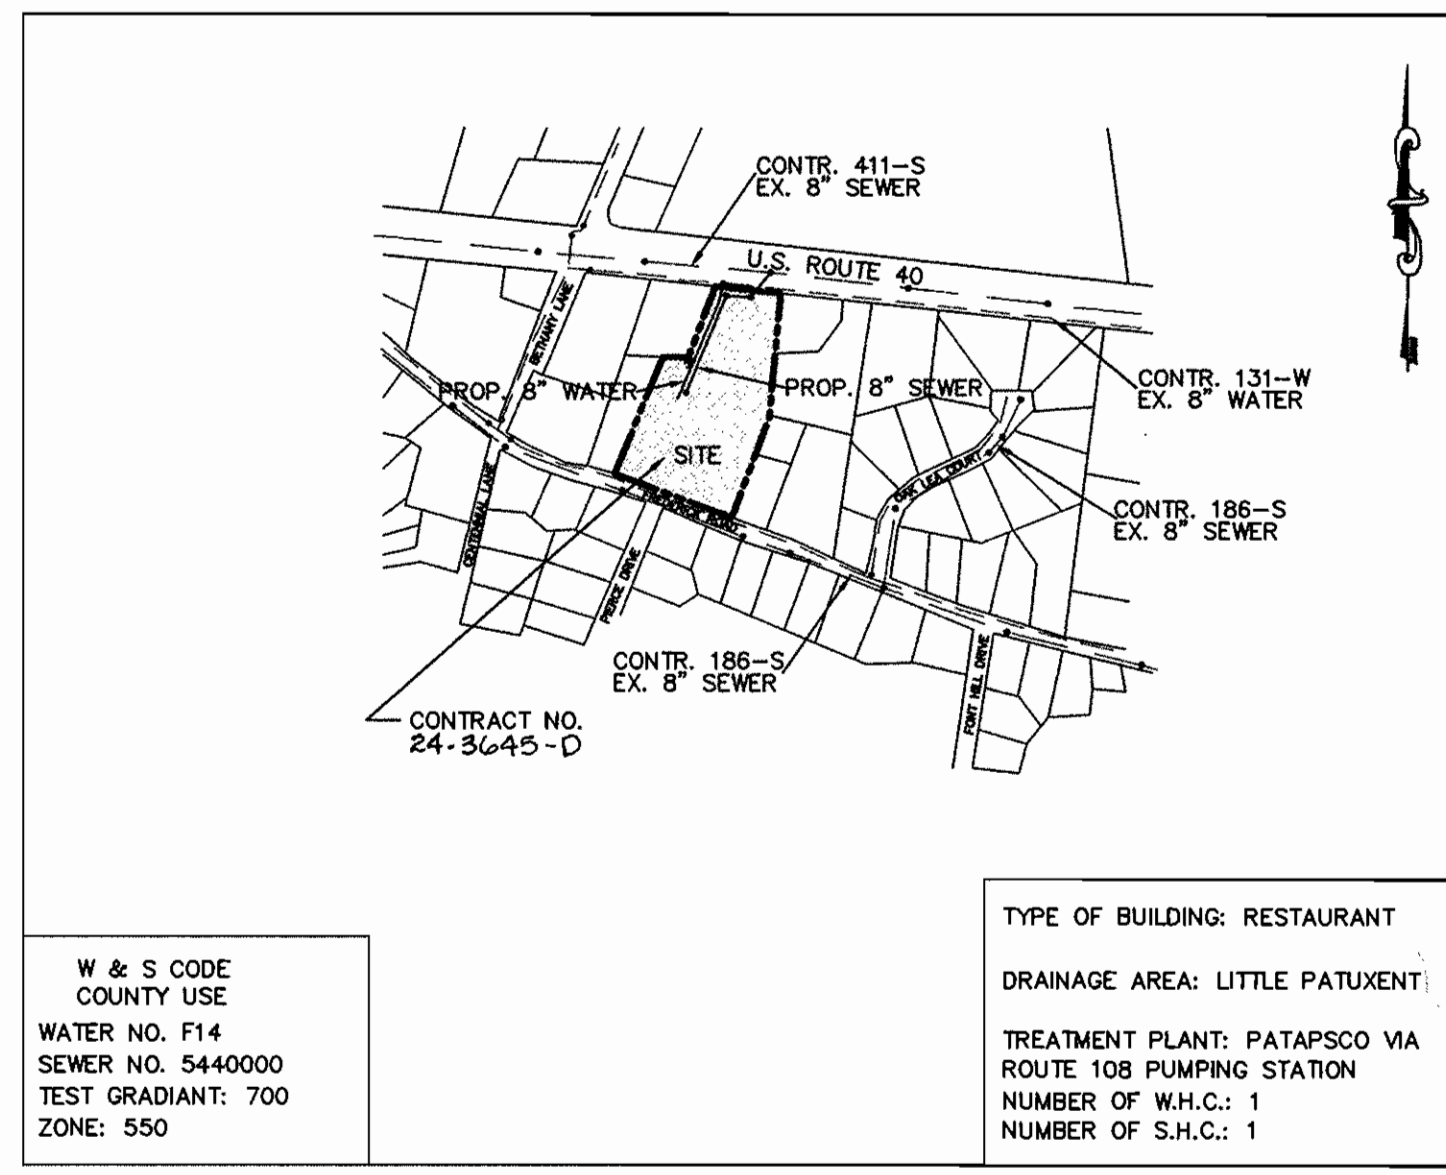 CONTR. 411-S
EX. 8" SEWER
U.S. ROUTE 40
BETHANY LANE
PROP. 8" WATER
PROP. 8" SEWER
CONTR. 131-W
EX. 8" WATER
SITE
OAK LEA COURT
CENTENNIAL LANE
FREDERICK ROAD
CONTR. 186-S
EX. 8" SEWER
PIERCE DRIVE
CONTR. 186-S
EX. 8" SEWER
FONT HILL DRIVE
CONTRACT NO.
24-3645-D
W & S CODE
COUNTY USE
WATER NO. F14
SEWER NO. 5440000
TEST GRADIANT: 700
ZONE: 550
TYPE OF BUILDING: RESTAURANT
DRAINAGE AREA: LITTLE PATUXENT
TREATMENT PLANT: PATAPSCO VIA
ROUTE 108 PUMPING STATION
NUMBER OF W.H.C.: 1
NUMBER OF S.H.C.: 1